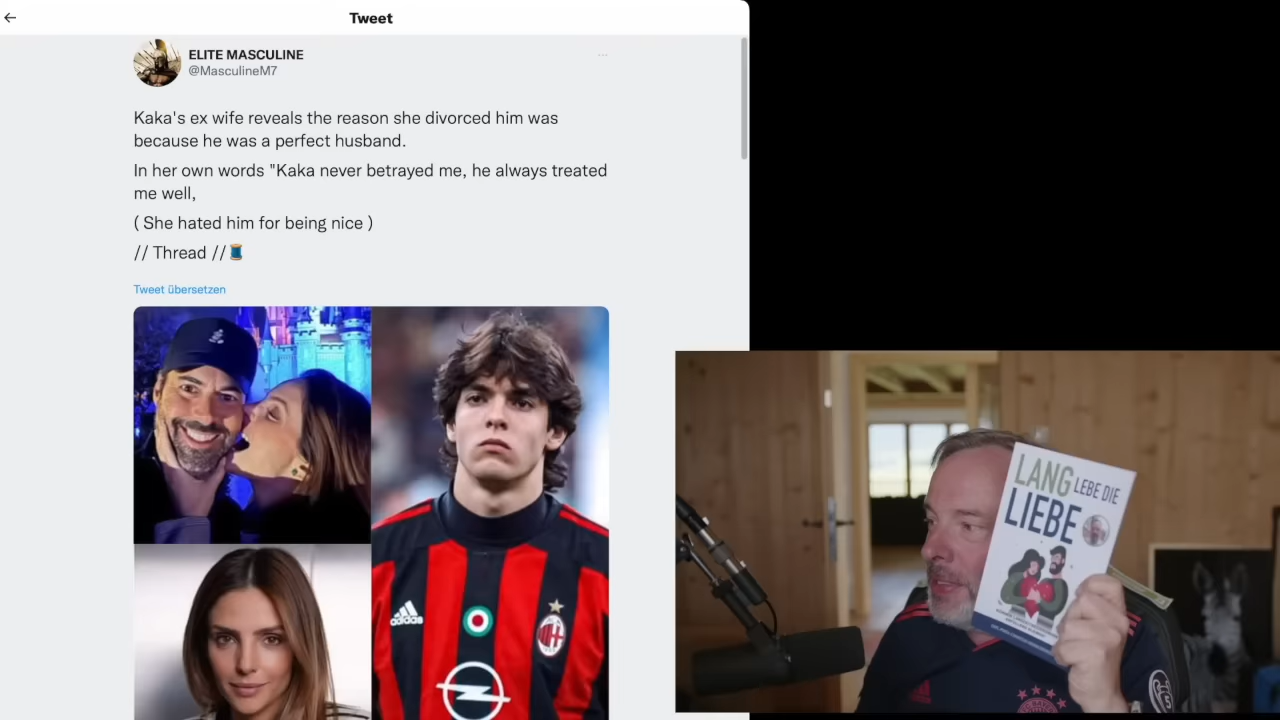 Tweet
ELITE MASCULINE
@MasculineM7
Kaka's ex wife reveals the reason she divorced him was
because he was a perfect husband.
In her own words "Kaka never betrayed me, he always treated
me well,
( She hated him for being nice )
// Thread //🧵
Tweet übersetzen
adidas
LANG LEBE DIE
LIEBE